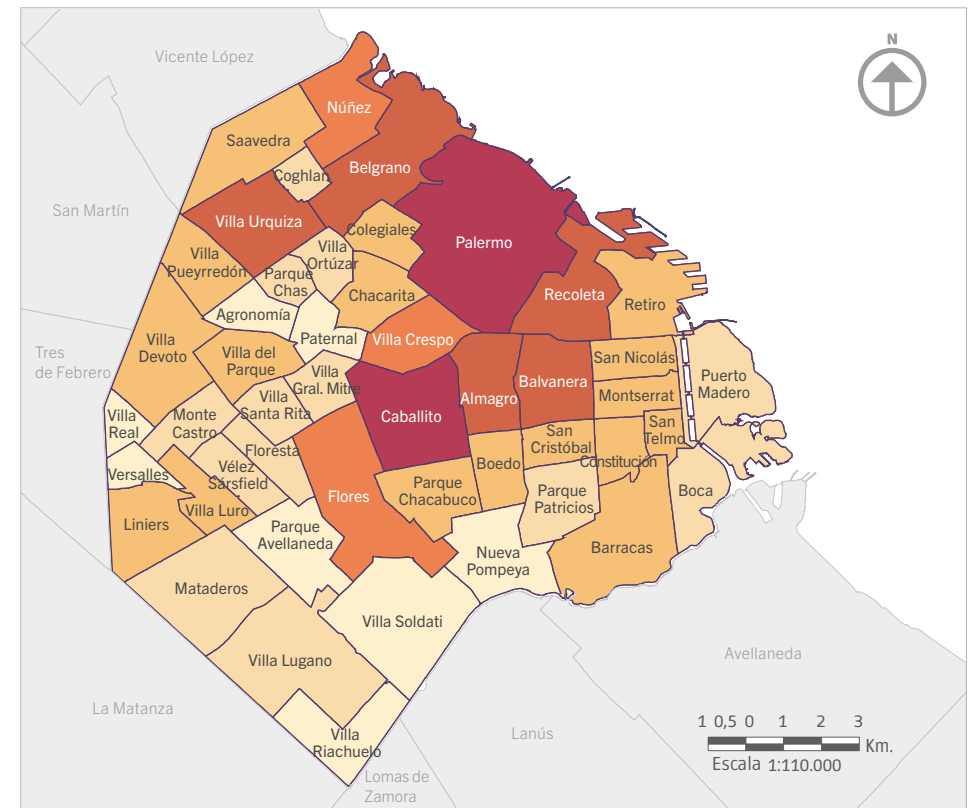 N
Vicente López
Núñez
Saavedra
Belgrano
Coghlan
San Martín
Villa Urquiza
Colegiales
Palermo
Villa
Ortúzar
Villa
Pueyrredón
Parque
Chas
Chacarita
Recoleta
Retiro
Agronomía
Paternal
Villa Crespo
Tres
de Febrero
Villa
Devoto
Villa del
Parque
San Nicolás
Villa
Gral. Mitre
Puerto
Madero
Balvanera
Almagro
Montserrat
Villa
Santa Rita
Caballito
Villa
Real
Monte
Castro
San
Telmo
San
Cristóbal
Floresta
Constitución
Boedo
Versalles
Vélez
Sársfield
Parque
Chacabuco
Flores
Parque
Patricios
Boca
Villa Luro
Liniers
Parque
Avellaneda
Barracas
Nueva
Pompeya
Mataderos
Villa Soldati
Villa Lugano
Avellaneda
La Matanza
Lanús
Villa
Riachuelo
Lomas de
Zamora
1 0,5 0 1 2 3
Km.
Escala 1:110.000